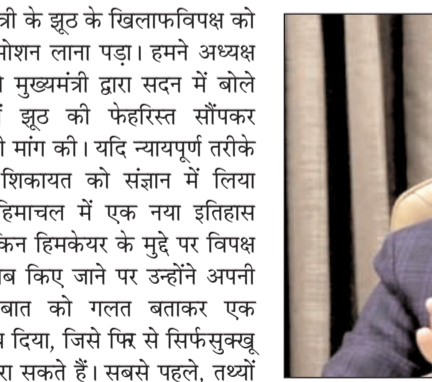 त्री के झूठ के खिलाफविपक्ष को
मोशन लाना पड़ा। हमने अध्यक्ष
मुख्यमंत्री द्वारा सदन में बोले
झूठ की फेहरिस्त सौंपकर
मांग की। यदि न्यायपूर्ण तरीके
शिकायत को संज्ञान में लिया
हिमाचल में एक नया इतिहास
किन हिमकेयर के मुद्दे पर विपक्ष
ब किए जाने पर उन्होंने अपनी
बात को गलत बताकर एक
दिया, जिसे फिर से सिर्फसुक्खू
रा सकते हैं। सबसे पहले, तथ्यों